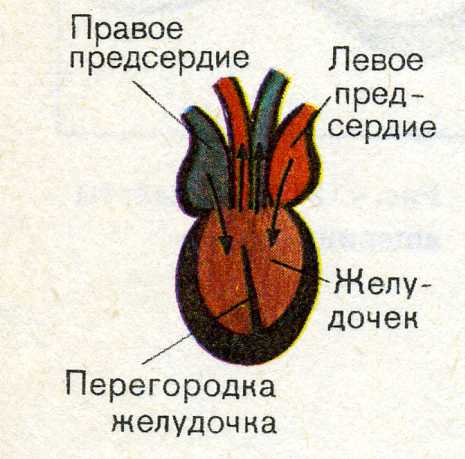 Правое
предсердие
Левое
пред-
сердие
Желу-
дочек
Перегородка
желудочка